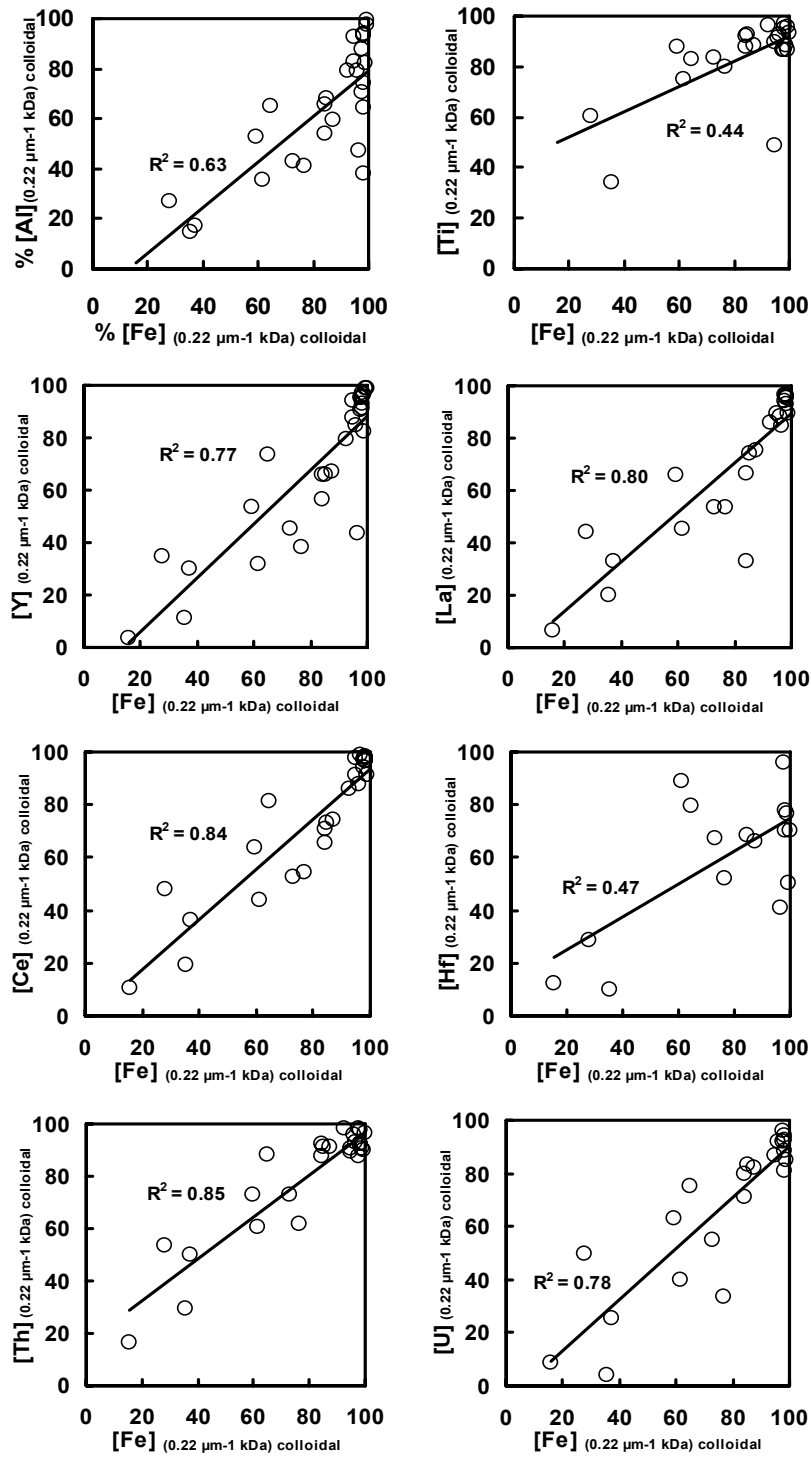 100
80
60
40
20
0
% [Al] (0.22 µm-1 kDa) colloidal
R² = 0.63
0 20 40 60 80 100
% [Fe] (0.22 µm-1 kDa) colloidal
100
80
60
40
20
0
[Ti] (0.22 µm-1 kDa) colloidal
R² = 0.44
0 20 40 60 80 100
[Fe] (0.22 µm-1 kDa) colloidal
100
80
60
40
20
0
[Y] (0.22 µm-1 kDa) colloidal
R² = 0.77
0 20 40 60 80 100
[Fe] (0.22 µm-1 kDa) colloidal
100
80
60
40
20
0
[La] (0.22 µm-1 kDa) colloidal
R² = 0.80
0 20 40 60 80 100
[Fe] (0.22 µm-1 kDa) colloidal
100
80
60
40
20
0
[Ce] (0.22 µm-1 kDa) colloidal
R² = 0.84
0 20 40 60 80 100
[Fe] (0.22 µm-1 kDa) colloidal
100
80
60
40
20
0
[Hf] (0.22 µm-1 kDa) colloidal
R² = 0.47
0 20 40 60 80 100
[Fe] (0.22 µm-1 kDa) colloidal
100
80
60
40
20
0
[Th] (0.22 µm-1 kDa) colloidal
R² = 0.85
0 20 40 60 80 100
[Fe] (0.22 µm-1 kDa) colloidal
100
80
60
40
20
0
[U] (0.22 µm-1 kDa) colloidal
R² = 0.78
0 20 40 60 80 100
[Fe] (0.22 µm-1 kDa) colloidal